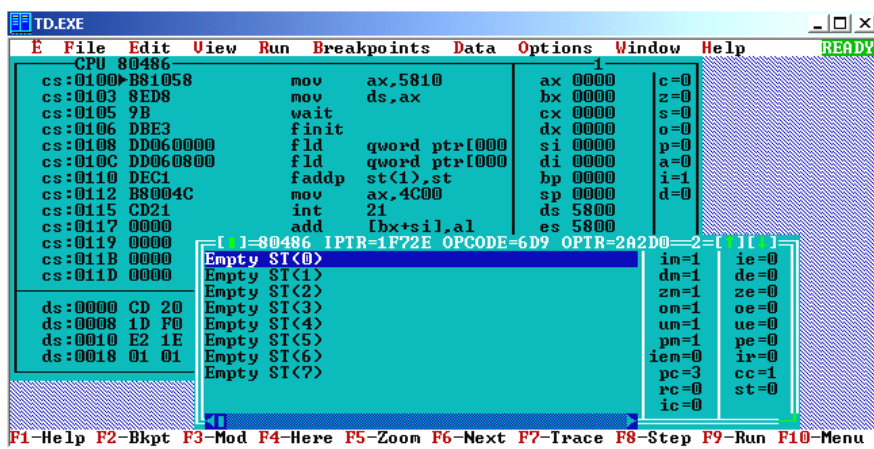 TD.EXE
Ë File Edit View Run Breakpoints Data Options Window Help READY
CPU 80486 1
cs:0100►B81058 mov ax,5810 ax 0000 c=0
cs:0103 8ED8 mov ds,ax bx 0000 z=0
cs:0105 9B wait cx 0000 s=0
cs:0106 DBE3 finit dx 0000 o=0
cs:0108 DD060000 fld qword ptr[000 si 0000 p=0
cs:010C DD060800 fld qword ptr[000 di 0000 a=0
cs:0110 DEC1 faddp st(1),st bp 0000 i=1
cs:0112 B8004C mov ax,4C00 sp 0000 d=0
cs:0115 CD21 int 21 ds 5800
cs:0117 0000 add [bx+si],al es 5800
cs:0119 0000 [▮]=80486 IPTR=1F72E OPCODE=6D9 OPTR=2A2D0 2=[↑][↓]
cs:011B 0000 Empty ST(0) im=1 ie=0
cs:011D 0000 Empty ST(1) dm=1 de=0
Empty ST(2) zm=1 ze=0
ds:0000 CD 20 Empty ST(3) om=1 oe=0
ds:0008 1D F0 Empty ST(4) um=1 ue=0
ds:0010 E2 1E Empty ST(5) pm=1 pe=0
ds:0018 01 01 Empty ST(6) iem=0 ir=0
Empty ST(7) pc=3 cc=1
rc=0 st=0
ic=0
F1-Help F2-Bkpt F3-Mod F4-Here F5-Zoom F6-Next F7-Trace F8-Step F9-Run F10-Menu